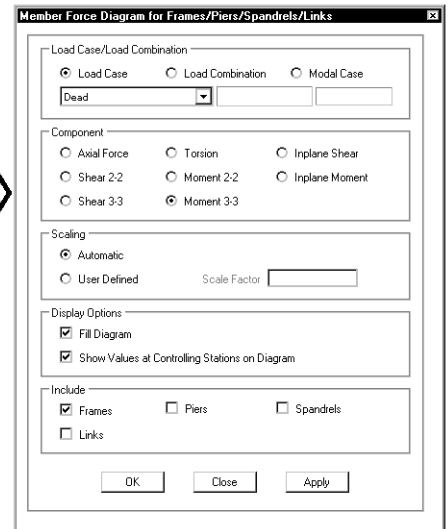 Member Force Diagram for Frames/Piers/Spandrels/Links
Load Case/Load Combination
Load Case Load Combination Modal Case
Dead
Component
Axial Force Torsion Inplane Shear
Shear 2-2 Moment 2-2 Inplane Moment
Shear 3-3 Moment 3-3
Scaling
Automatic
User Defined Scale Factor
Display Options
Fill Diagram
Show Values at Controlling Stations on Diagram
Include
Frames Piers Spandrels
Links
OK Close Apply